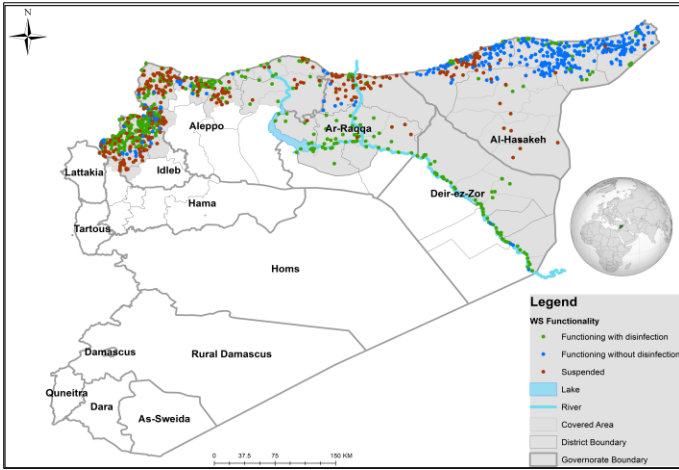 N
Aleppo
Ar-Raqqa
Al-Hasakeh
Lattakia
Idleb
Deir-ez-Zor
Hama
Tartous
Homs
Damascus
Rural Damascus
Quneitra
Dara
As-Sweida
0 37.5 75 150 KM
Legend
WS Functionality
Functioning with disinfection
Functioning without disinfection
Suspended
Lake
River
Covered Area
District Boundary
Governorate Boundary